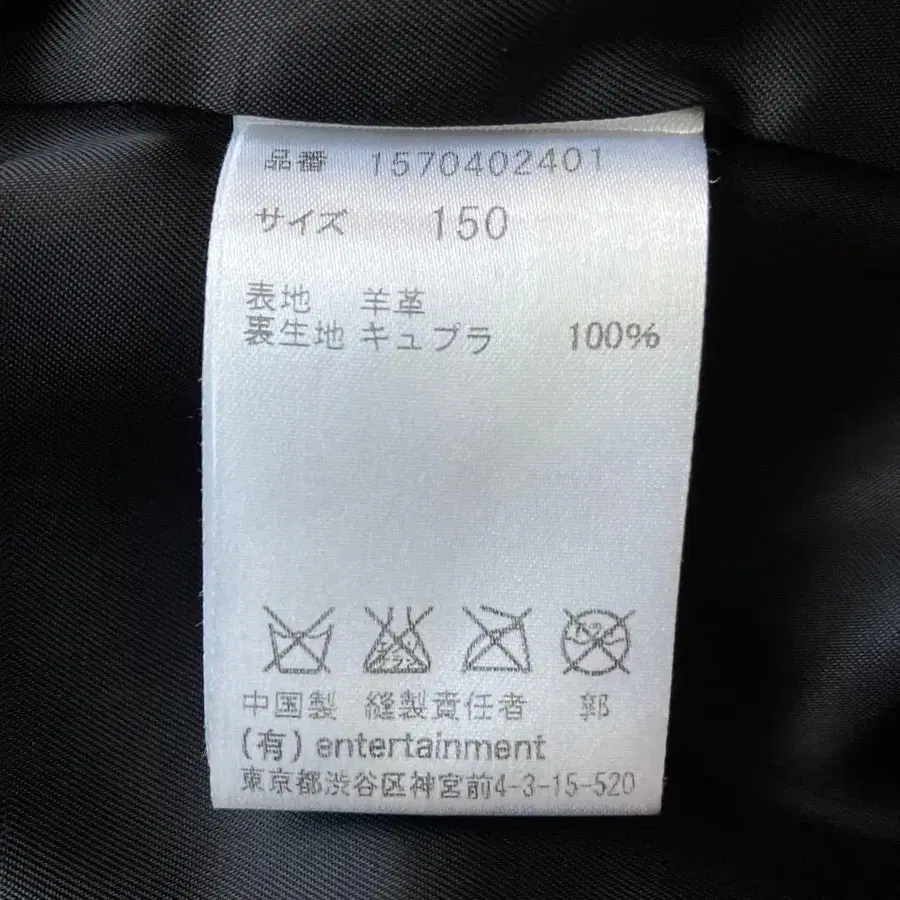 品番 1570402401
サイズ 150
表地 羊革
裏生地 キュプラ 100%
中国製 縫製責任者 郭
(有) entertainment
東京都渋谷区神宮前4-3-15-520